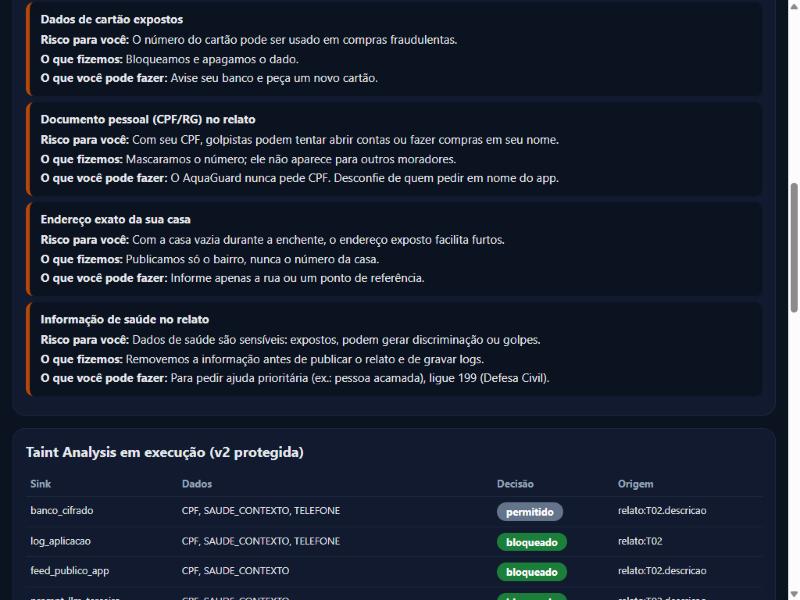 Dados de cartão expostos
Risco para você: O número do cartão pode ser usado em compras fraudulentas.
O que fizemos: Bloqueamos e apagamos o dado.
O que você pode fazer: Avise seu banco e peça um novo cartão.
Documento pessoal (CPF/RG) no relato
Risco para você: Com seu CPF, golpistas podem tentar abrir contas ou fazer compras em seu nome.
O que fizemos: Mascaramos o número; ele não aparece para outros moradores.
O que você pode fazer: O AquaGuard nunca pede CPF. Desconfie de quem pedir em nome do app.
Endereço exato da sua casa
Risco para você: Com a casa vazia durante a enchente, o endereço exposto facilita furtos.
O que fizemos: Publicamos só o bairro, nunca o número da casa.
O que você pode fazer: Informe apenas a rua ou um ponto de referência.
Informação de saúde no relato
Risco para você: Dados de saúde são sensíveis: expostos, podem gerar discriminação ou golpes.
O que fizemos: Removemos a informação antes de publicar o relato e de gravar logs.
O que você pode fazer: Para pedir ajuda prioritária (ex.: pessoa acamada), ligue 199 (Defesa Civil).
Taint Analysis em execução (v2 protegida)
Sink Dados Decisão Origem
banco_cifrado CPF, SAUDE_CONTEXTO, TELEFONE permitido relato:T02.descricao
log_aplicacao CPF, SAUDE_CONTEXTO, TELEFONE bloqueado relato:T02
feed_publico_app CPF, SAUDE_CONTEXTO bloqueado relato:T02.descricao